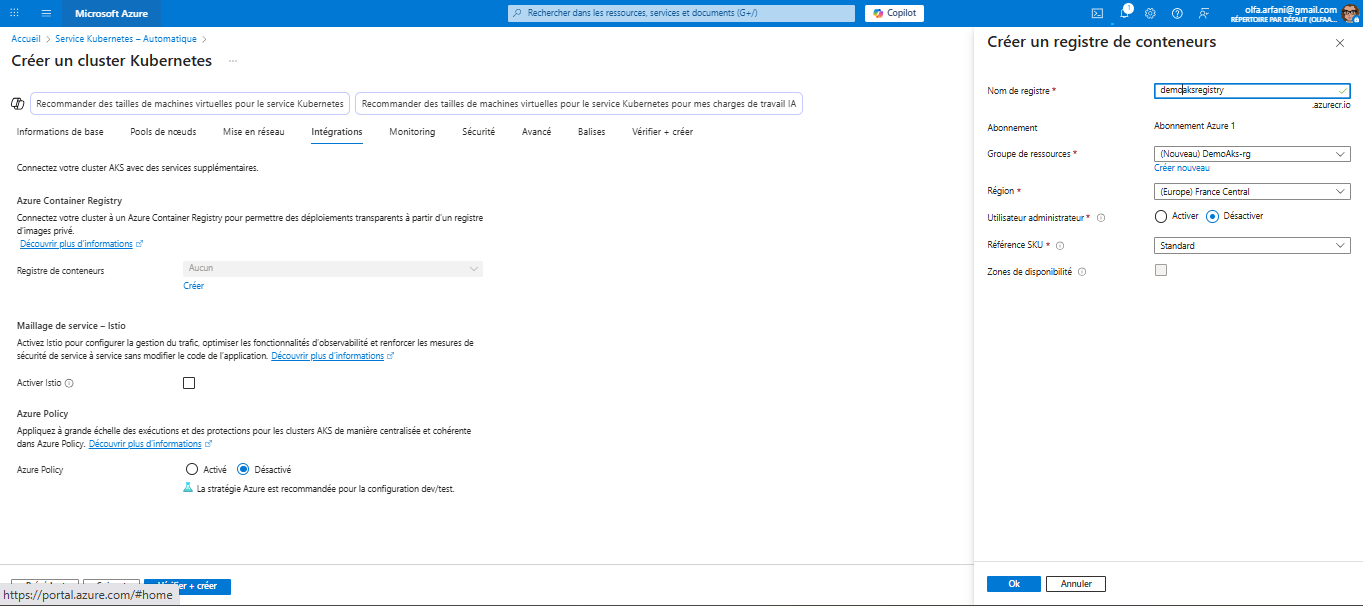 Microsoft Azure
Rechercher dans les ressources, services et documents (G+/)
Copilot
1
olfa.arfani@gmail.com
RÉPERTOIRE PAR DÉFAUT (OLFAA...
Accueil > Service Kubernetes – Automatique >
Créer un cluster Kubernetes ...
Recommander des tailles de machines virtuelles pour le service Kubernetes
Recommander des tailles de machines virtuelles pour le service Kubernetes pour mes charges de travail IA
Informations de base Pools de nœuds Mise en réseau Intégrations Monitoring Sécurité Avancé Balises Vérifier + créer
Connectez votre cluster AKS avec des services supplémentaires.
Azure Container Registry
Connectez votre cluster à un Azure Container Registry pour permettre des déploiements transparents à partir d'un registre
d'images privé.
Découvrir plus d'informations
Registre de conteneurs Aucun
Créer
Maillage de service – Istio
Activez Istio pour configurer la gestion du trafic, optimiser les fonctionnalités d'observabilité et renforcer les mesures de
sécurité de service à service sans modifier le code de l'application. Découvrir plus d'informations
Activer Istio
Azure Policy
Appliquez à grande échelle des exécutions et des protections pour les clusters AKS de manière centralisée et cohérente
dans Azure Policy. Découvrir plus d'informations
Azure Policy Activé Désactivé
La stratégie Azure est recommandée pour la configuration dev/test.
Vérifier + créer
https://portal.azure.com/#home
Créer un registre de conteneurs
Nom de registre * demoaksregistry
.azurecr.io
Abonnement Abonnement Azure 1
Groupe de ressources * (Nouveau) DemoAks-rg
Créer nouveau
Région * (Europe) France Central
Utilisateur administrateur * Activer Désactiver
Référence SKU * Standard
Zones de disponibilité
Ok Annuler